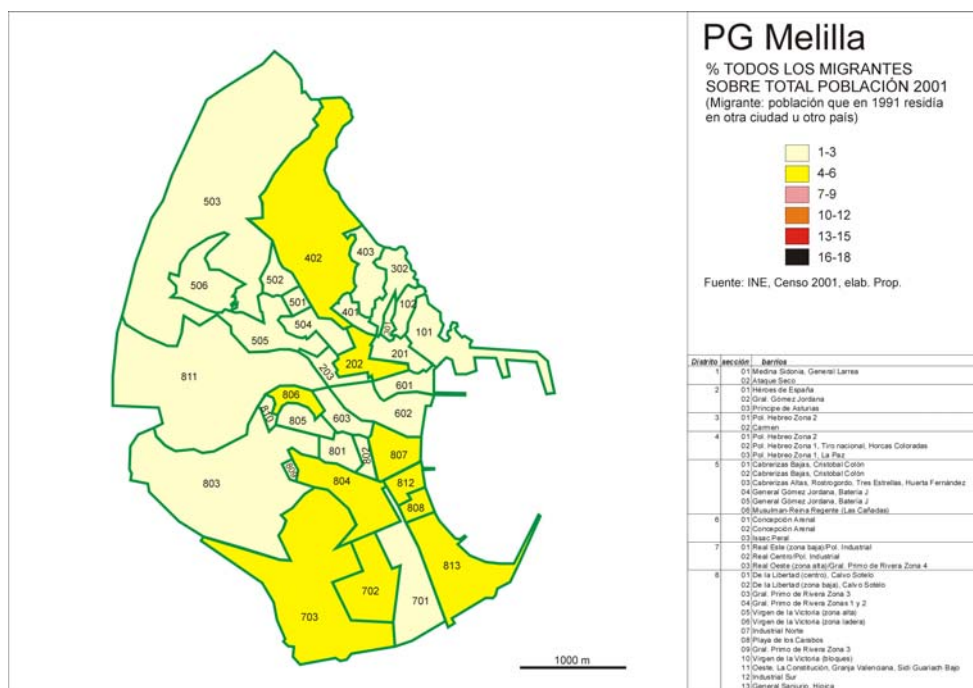 PG Melilla
% TODOS LOS MIGRANTES
SOBRE TOTAL POBLACIÓN 2001
(Migrante: población que en 1991 residía
en otra ciudad u otro país)
1-3
4-6
7-9
10-12
13-15
16-18
Fuente: INE, Censo 2001, elab. Prop.
503
402
403
302
506
502
501
401
102
101
504
505
201
202
203
601
811
806
602
810
805
603
801
802
807
809
804
803
812
808
813
702
701
703
1000 m
Distrito sección barrios
1 01 Medina Sidonia, General Larrea
02 Ataque Seco
2 01 Héroes de España
02 Gral. Gómez Jordana
03 Príncipe de Asturias
3 01 Pol. Hebreo Zona 2
02 Carmen
4 01 Pol. Hebreo Zona 2
02 Pol. Hebreo Zona 1, Tiro nacional, Horcas Coloradas
03 Pol. Hebreo Zona 1, La Paz
5 01 Cabrerizas Bajas, Cristobal Colón
02 Cabrerizas Bajas, Cristobal Colón
03 Cabrerizas Altas, Rostrogordo, Tres Estrellas, Huerta Fernández
04 General Gómez Jordana, Batería J
05 General Gómez Jordana, Batería J
06 Musulman-Reina Regente (Las Cañadas)
6 01 Concepción Arenal
02 Concepción Arenal
03 Issac Peral
7 01 Real Este (zona baja)/Pol. Industrial
02 Real Centro/Pol. Industrial
03 Real Oeste (zona alta)/Gral. Primo de Rivera Zona 4
8 01 De la Libertad (centro), Calvo Sotelo
02 De la Libertad (zona baja), Calvo Sotelo
03 Gral. Primo de Rivera Zona 3
04 Gral. Primo de Rivera Zonas 1 y 2
05 Virgen de la Victoria (zona alta)
06 Virgen de la Victoria (zona ladera)
07 Industrial Norte
08 Playa de los Carabos
09 Gral. Primo de Rivera Zona 3
10 Virgen de la Victoria (bloques)
11 Oeste, La Constitución, Granja Valenciana, Sidi Guariach Bajo
12 Industrial Sur
13 General Sanjurjo, Hípica